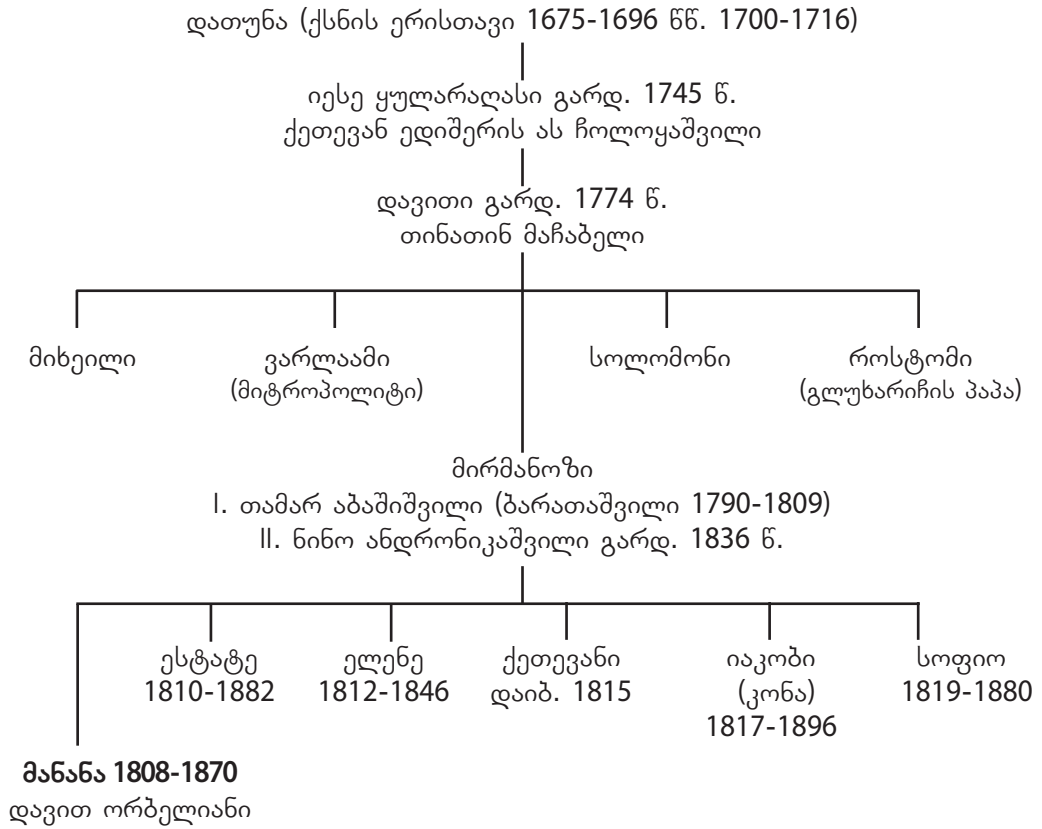 დათუნა (ქსნის ერისთავი 1675-1696 წწ. 1700-1716)
იესე ყულარაღასი გარდ. 1745 წ.
ქეთევან ედიშერის ას ჩოლოყაშვილი
დავითი გარდ. 1774 წ.
თინათინ მაჩაბელი
მიხეილი ვარლაამი სოლომონი როსტომი
(მიტროპოლიტი) (გლუხარიჩის პაპა)
მირმანოზი
I. თამარ აბაშიშვილი (ბარათაშვილი 1790-1809)
II. ნინო ანდრონიკაშვილი გარდ. 1836 წ.
ესტატე ელენე ქეთევანი იაკობი სოფიო
1810-1882 1812-1846 დაიბ. 1815 (კონა) 1819-1880
1817-1896
მანანა 1808-1870
დავით ორბელიანი